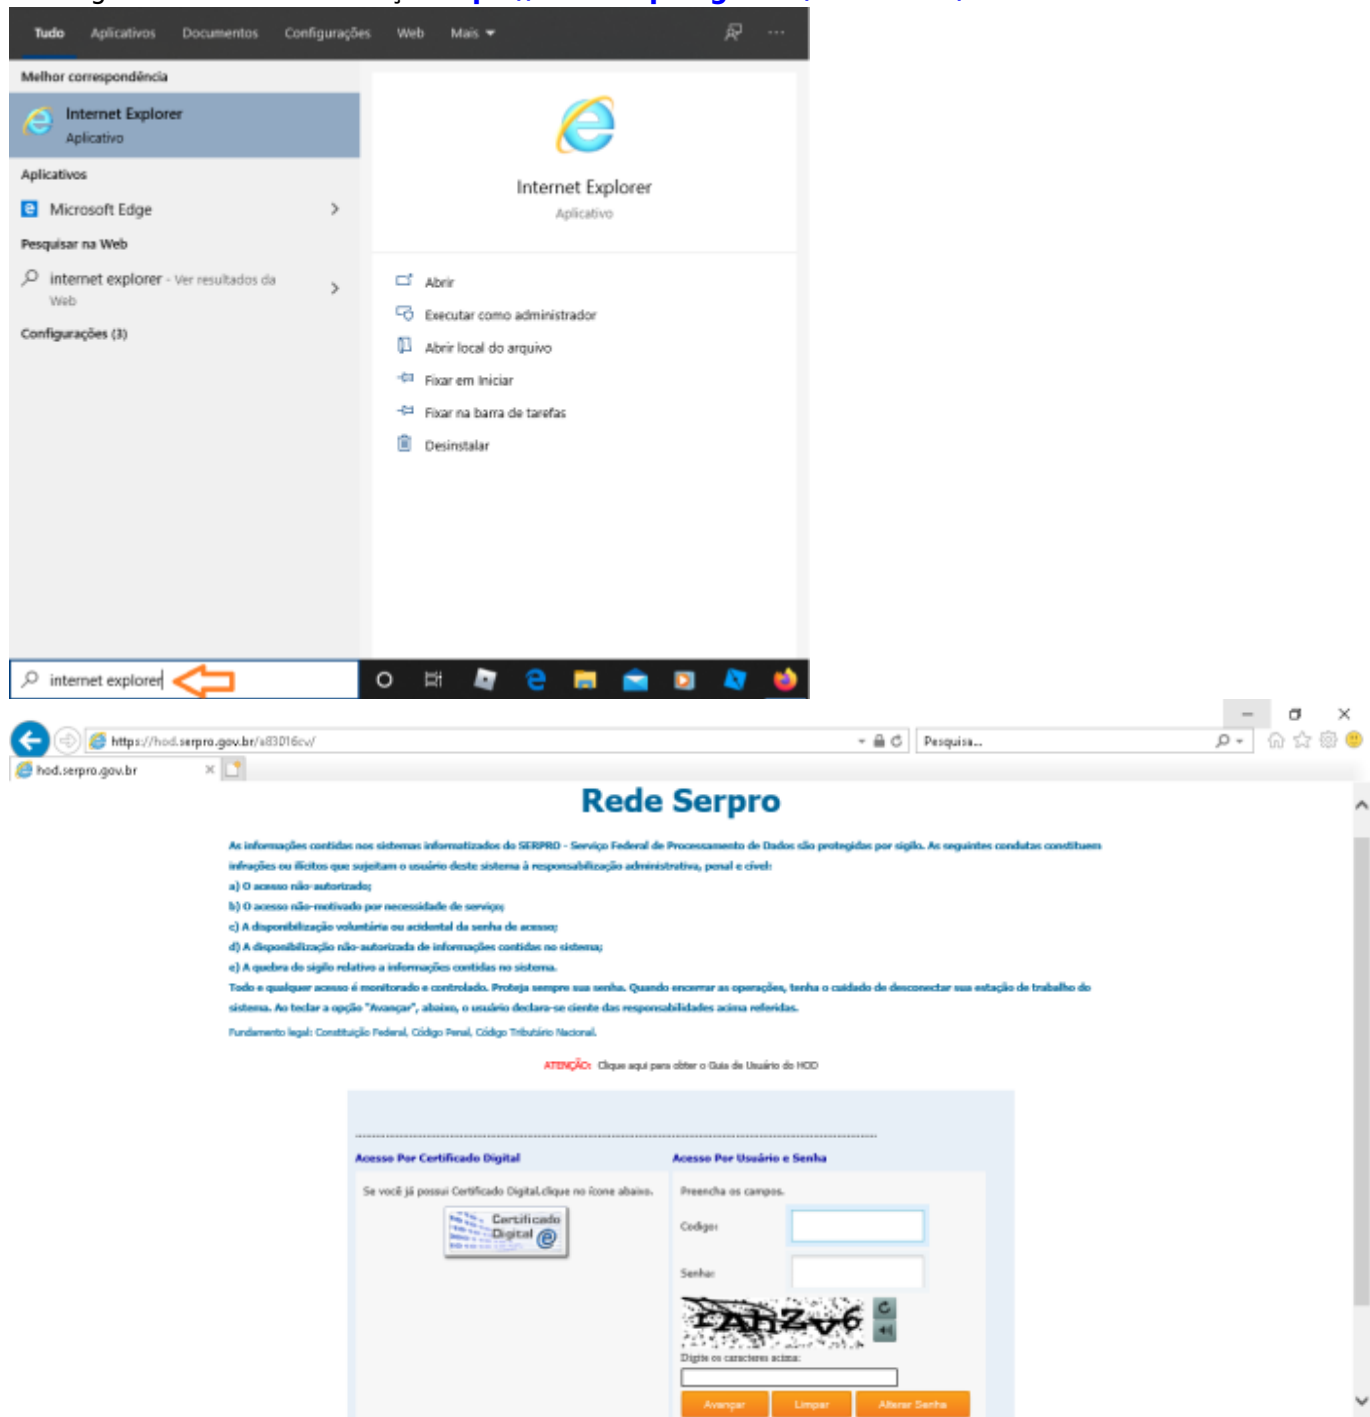 Tudo Aplicativos Documentos Configurações Web Mais
Melhor correspondência
Internet Explorer
Aplicativo
Aplicativos
Microsoft Edge
Pesquisar na Web
internet explorer - Ver resultados da
Web
Configurações (3)
Internet Explorer
Aplicativo
Abrir
Executar como administrador
Abrir local do arquivo
Fixar em Iniciar
Fixar na barra de tarefas
Desinstalar
internet explorer
https://hod.serpro.gov.br/a83016cv/
Pesquisa...
hod.serpro.gov.br
Rede Serpro
As informações contidas nos sistemas informatizados do SERPRO - Serviço Federal de Processamento de Dados são protegidas por sigilo. As seguintes condutas constituem
infrações ou ilícitos que sujeitam o usuário deste sistema à responsabilização administrativa, penal e cível:
a) O acesso não-autorizado;
b) O acesso não-motivado por necessidade de serviço;
c) A disponibilização voluntária ou acidental da senha de acesso;
d) A disponibilização não-autorizada de informações contidas no sistema;
e) A quebra do sigilo relativo a informações contidas no sistema.
Todo e qualquer acesso é monitorado e controlado. Proteja sempre sua senha. Quando encerrar as operações, tenha o cuidado de desconectar sua estação de trabalho do
sistema. Ao teclar a opção "Avançar", abaixo, o usuário declara-se ciente das responsabilidades acima referidas.
Fundamento legal: Constituição Federal, Código Penal, Código Tributário Nacional.
ATENÇÃO: Clique aqui para obter o Guia de Usuário do HOD
Acesso Por Certificado Digital
Se você já possui Certificado Digital,clique no ícone abaixo.
Certificado
Digital
Acesso Por Usuário e Senha
Preencha os campos.
Codigo:
Senha:
rAhZv6
Digite os caracteres acima:
Avançar Limpar Alterar Senha